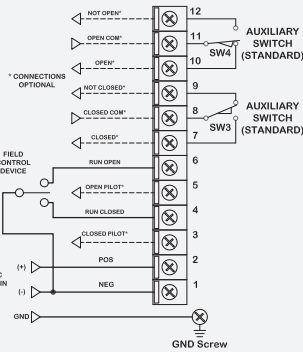 NOT OPEN* 12
OPEN COM* 11
SW4
AUXILIARY
SWITCH
(STANDARD)
OPEN* 10
* CONNECTIONS
OPTIONAL
NOT CLOSED* 9
CLOSED COM* 8
SW3
AUXILIARY
SWITCH
(STANDARD)
CLOSED* 7
FIELD
CONTROL
DEVICE
RUN OPEN 6
OPEN PILOT* 5
RUN CLOSED 4
CLOSED PILOT* 3
(+) POS 2
IN
(-) NEG 1
GND
GND Screw